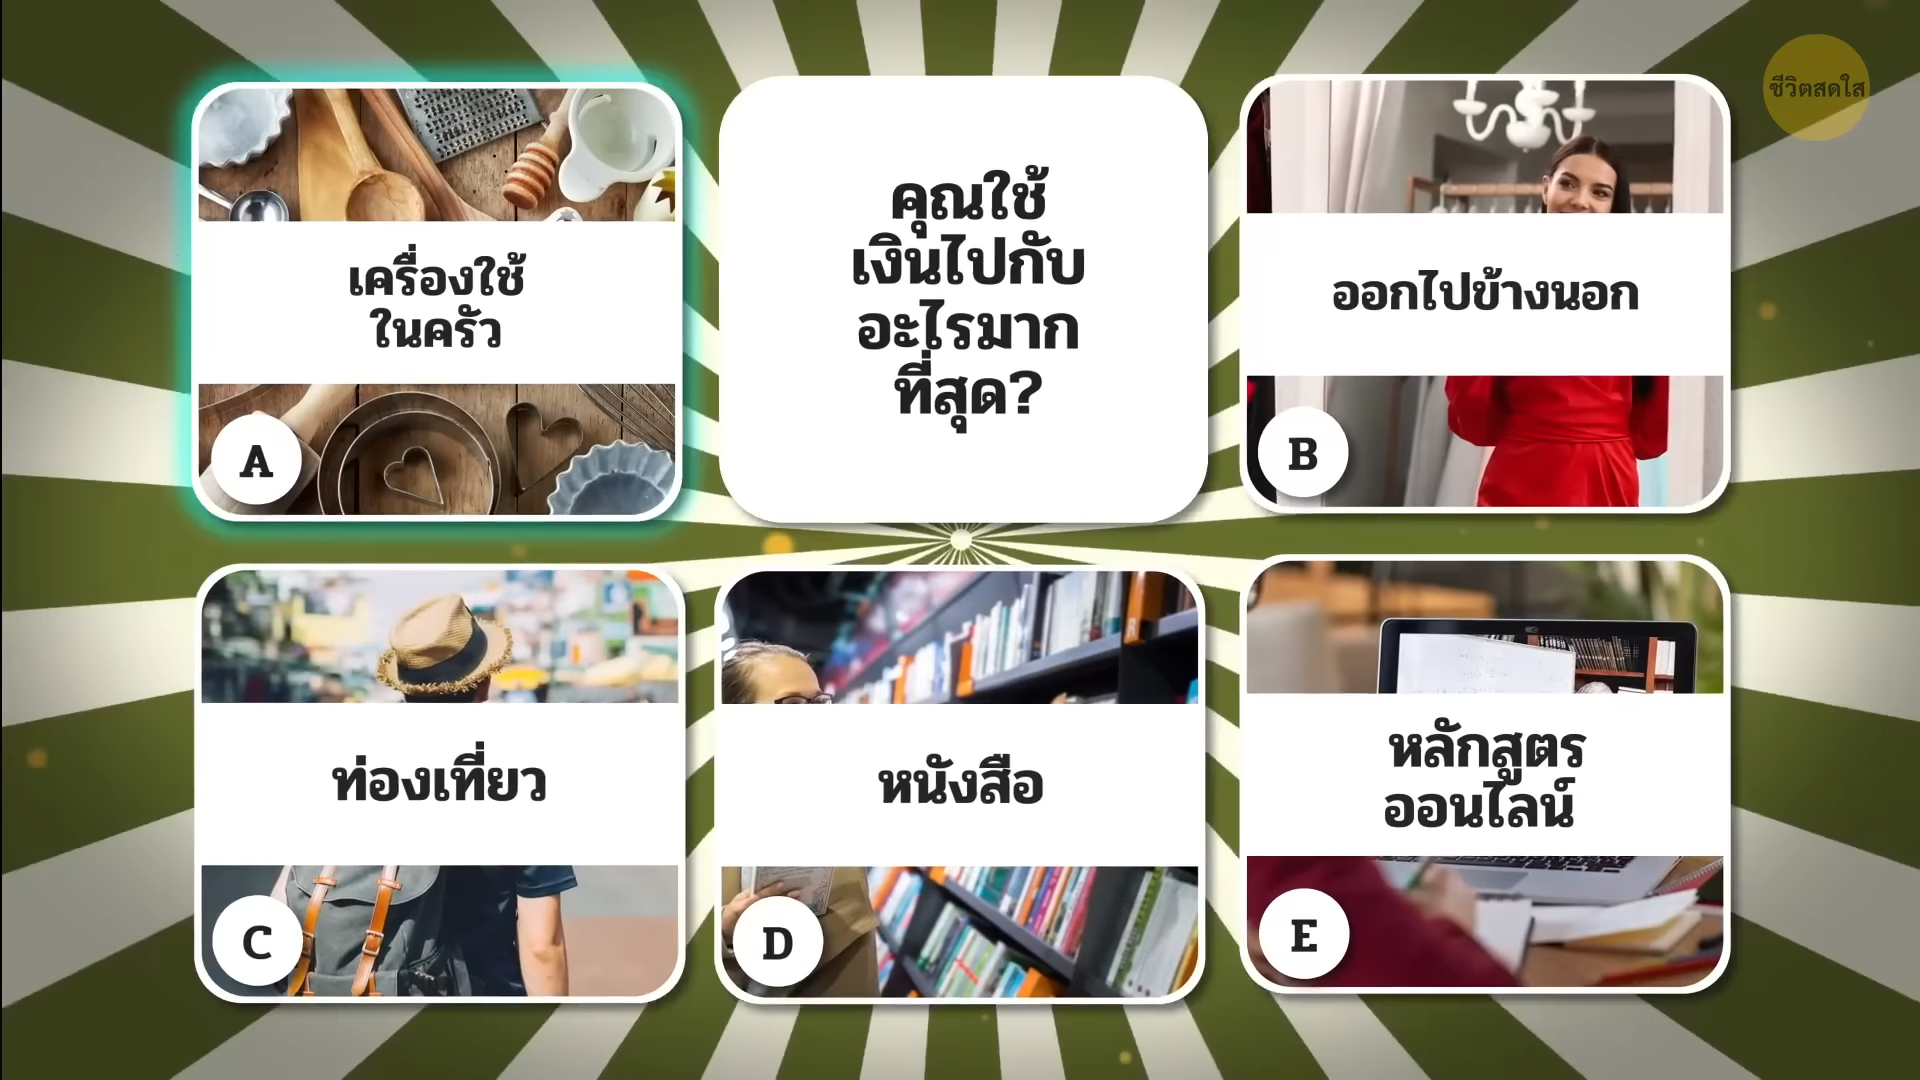 ชีวิตสดใส
เครื่องใช้
ในครัว
A
คุณใช้
เงินไปกับ
อะไรมาก
ที่สุด?
ออกไปข้างนอก
B
ท่องเที่ยว
C
หนังสือ
D
หลักสูตร
ออนไลน์
E